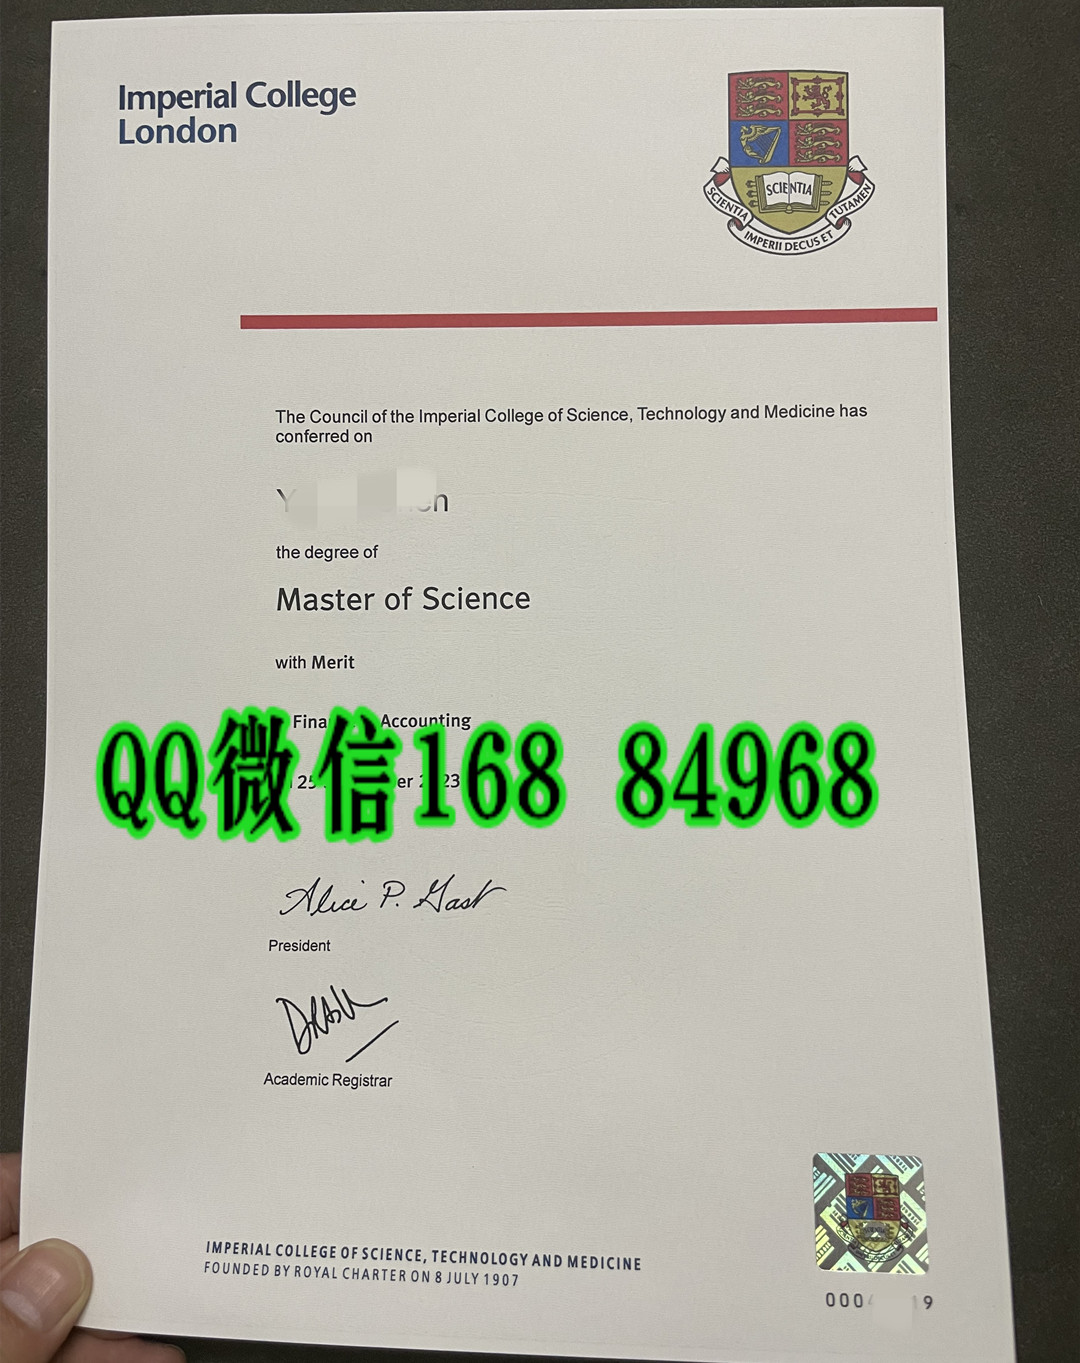 Imperial College
London
SCIENTIA
SCIENTIA
IMPERII DECUS ET
TUTAMEN
The Council of the Imperial College of Science, Technology and Medicine has
conferred on
the degree of
Master of Science
with Merit
Accounting
QQ微信168 84968
Alice P. Gast
President
Academic Registrar
IMPERIAL COLLEGE OF SCIENCE, TECHNOLOGY AND MEDICINE
FOUNDED BY ROYAL CHARTER ON 8 JULY 1907